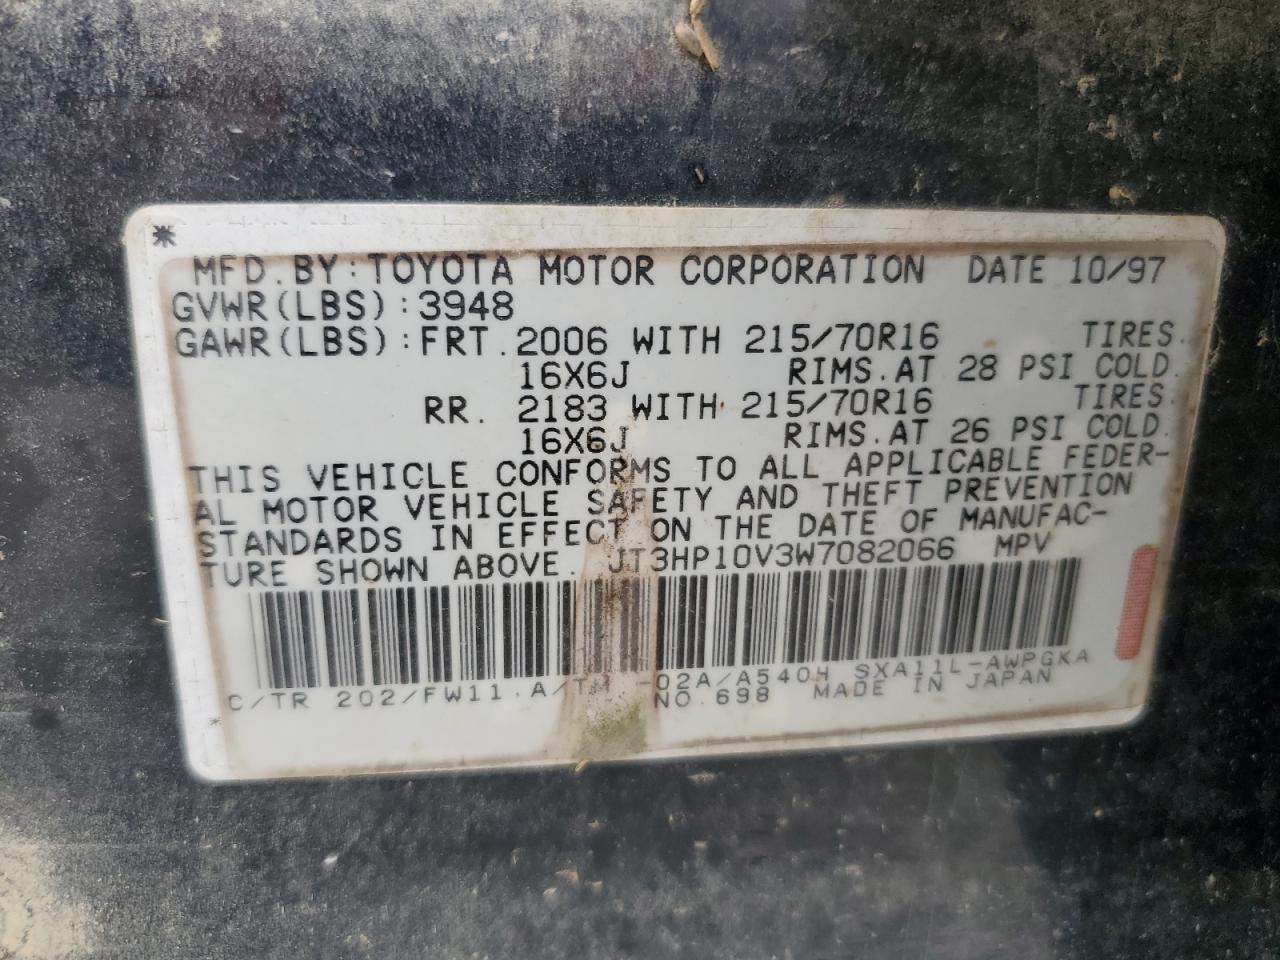 MFD. BY: TOYOTA MOTOR CORPORATION DATE 10/97
GVWR(LBS): 3948
GAWR(LBS): FRT. 2006 WITH 215/70R16 TIRES.
16X6J RIMS. AT 28 PSI COLD.
RR. 2183 WITH 215/70R16 TIRES.
16X6J RIMS. AT 26 PSI COLD.
THIS VEHICLE CONFORMS TO ALL APPLICABLE FEDER-
AL MOTOR VEHICLE SAFETY AND THEFT PREVENTION
STANDARDS IN EFFECT ON THE DATE OF MANUFAC-
TURE SHOWN ABOVE. JT3HP10V3W7082066 MPV
C/TR 202/FW11 A/TM -02A/A540H SXA11L-AWPGKA
NO. 698 MADE IN JAPAN